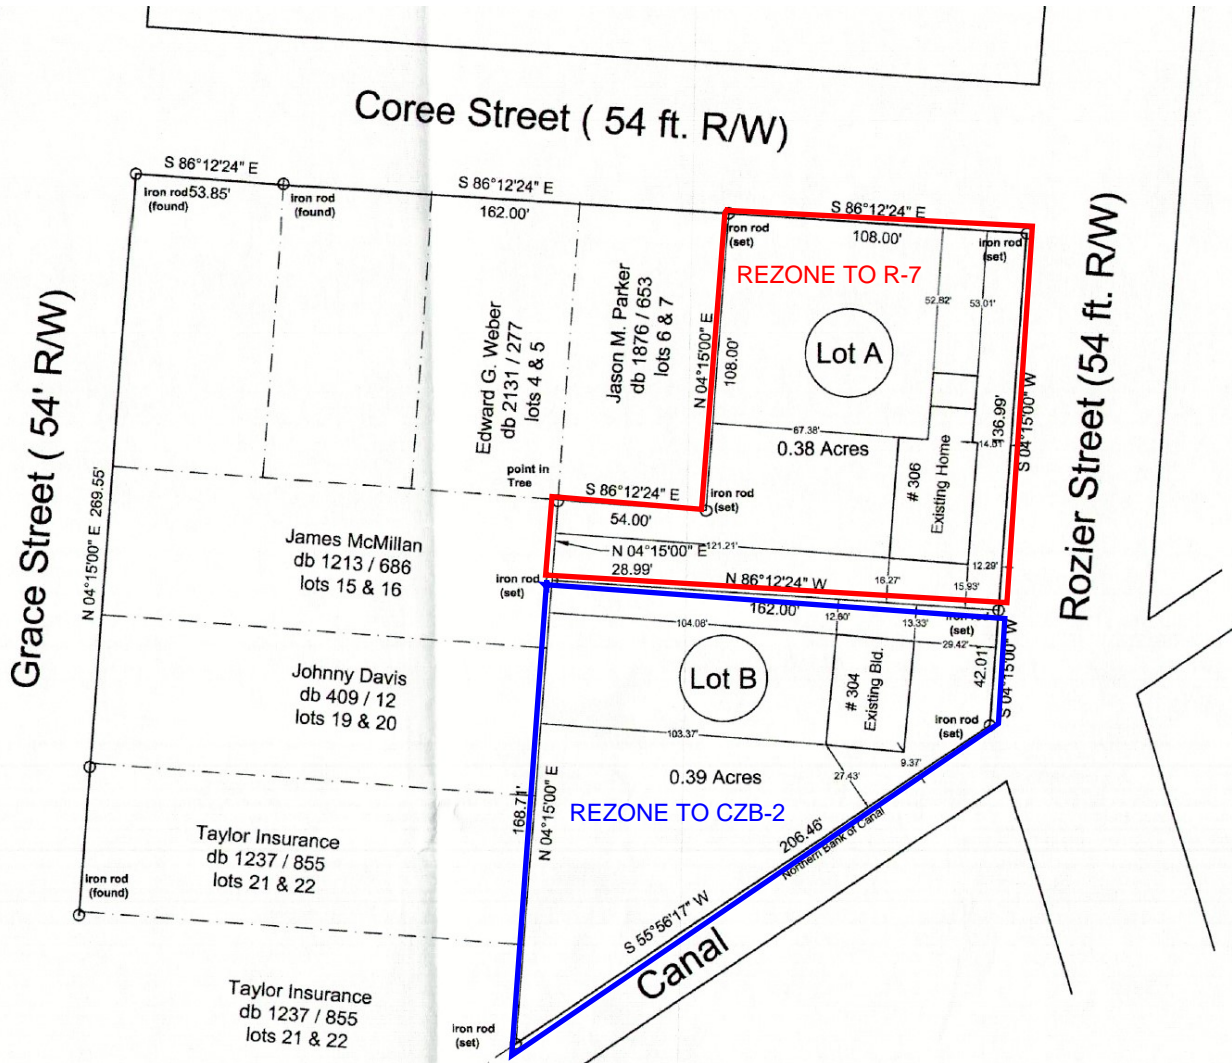 Coree Street ( 54 ft. R/W)
S 86°12'24" E
iron rod 53.85'
(found)
iron rod
(found)
S 86°12'24" E
162.00'
S 86°12'24" E
108.00'
iron rod
(set)
iron rod
(set)
REZONE TO R-7
52.82'
53.01'
Lot A
Edward G. Weber
db 2131 / 277
lots 4 & 5
Jason M. Parker
db 1876 / 653
lots 6 & 7
N 04°15'00" E
108.00'
67.38'
0.38 Acres
14.51'
# 306
Existing Home
136.99'
S 04°15'00" W
Rozier Street (54 ft. R/W)
Grace Street ( 54' R/W)
N 04°15'00" E 269.55'
point in
Tree
S 86°12'24" E
54.00'
iron rod
(set)
N 04°15'00" E
28.99'
121.21'
12.29'
16.27'
15.93'
James McMillan
db 1213 / 686
lots 15 & 16
iron rod
(set)
N 86°12'24" W
162.00'
(set)
104.08'
12.60'
13.33'
29.42'
42.01'
S 04°15'00" W
Lot B
# 304
Existing Bld.
iron rod
(set)
Johnny Davis
db 409 / 12
lots 19 & 20
103.37'
9.37'
27.43'
0.39 Acres
REZONE TO CZB-2
168.71'
N 04°15'00" E
206.46'
Northern Bank of Canal
S 55°56'17" W
Canal
Taylor Insurance
db 1237 / 855
lots 21 & 22
iron rod
(found)
Taylor Insurance
db 1237 / 855
lots 21 & 22
iron rod
(set)